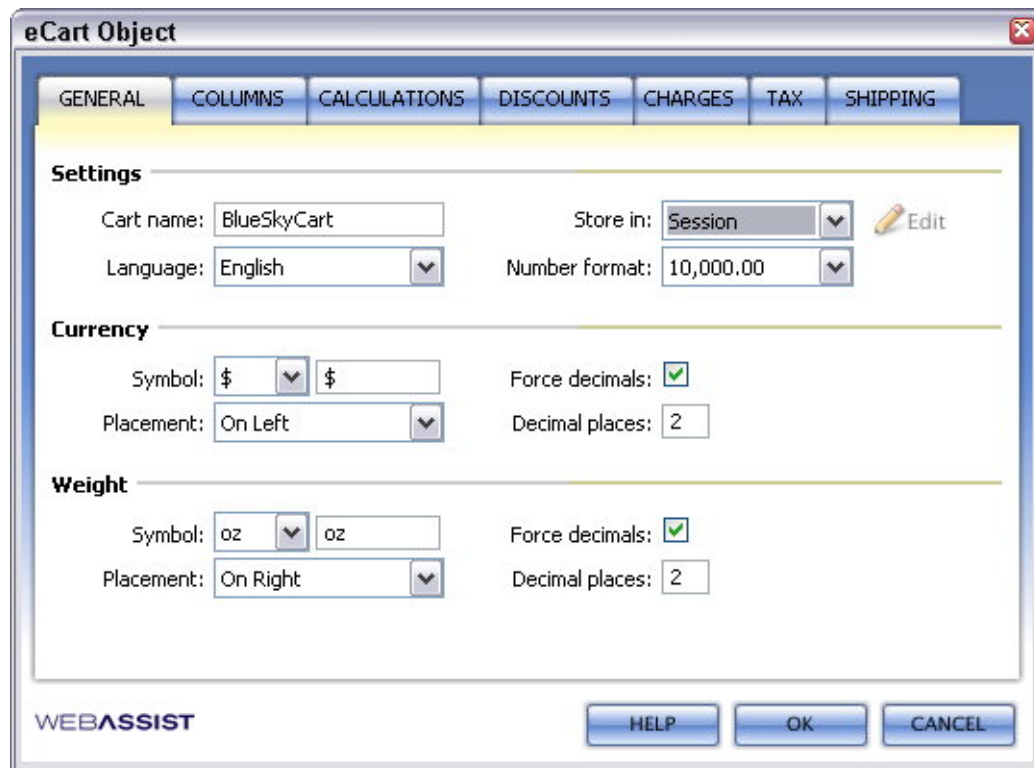 eCart Object
GENERAL COLUMNS CALCULATIONS DISCOUNTS CHARGES TAX SHIPPING
Settings
Cart name: BlueSkyCart Store in: Session Edit
Language: English Number format: 10,000.00
Currency
Symbol: $ $ Force decimals:
Placement: On Left Decimal places: 2
Weight
Symbol: oz oz Force decimals:
Placement: On Right Decimal places: 2
WEBASSIST HELP OK CANCEL